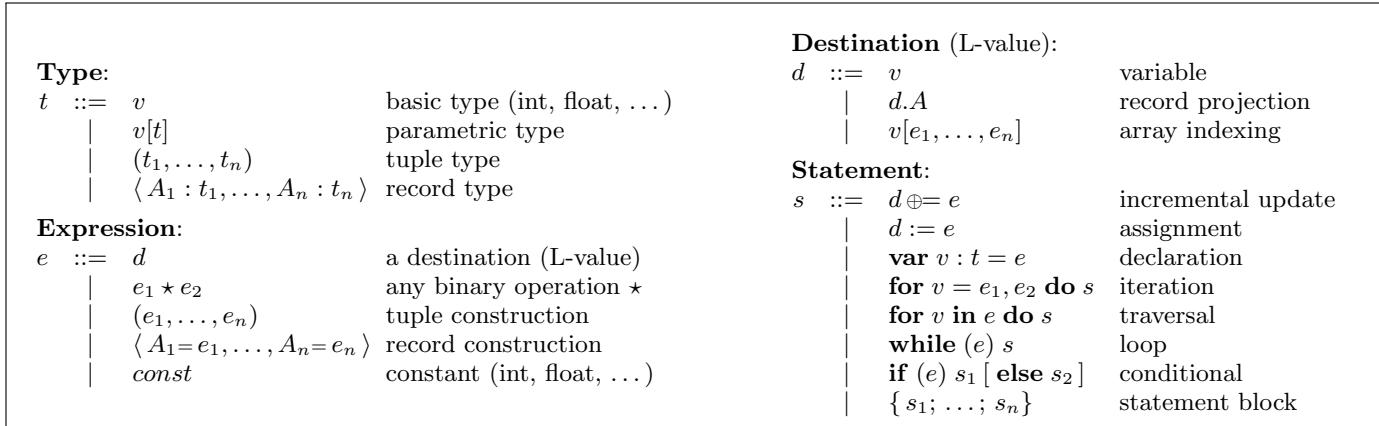 Type:
t ::= v basic type (int, float, …)
| v[t] parametric type
| (t₁,…,tₙ) tuple type
| ⟨ A₁ : t₁,…,Aₙ : tₙ ⟩ record type
Expression:
e ::= d a destination (L-value)
| e₁ ⋆ e₂ any binary operation ⋆
| (e₁,…,eₙ) tuple construction
| ⟨ A₁=e₁,…,Aₙ=eₙ ⟩ record construction
| const constant (int, float, …)
Destination (L-value):
d ::= v variable
| d.A record projection
| v[e₁,…,eₙ] array indexing
Statement:
s ::= d ⊕= e incremental update
| d := e assignment
| var v : t = e declaration
| for v = e₁, e₂ do s iteration
| for v in e do s traversal
| while (e) s loop
| if (e) s₁ [ else s₂ ] conditional
| { s₁; …; sₙ} statement block